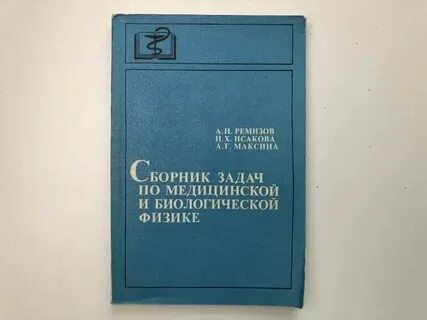 А. Н. РЕМИЗОВ
Н. Х. ИСАКОВА
А. Г. МАКСИНА
СБОРНИК ЗАДАЧ
ПО МЕДИЦИНСКОЙ
И БИОЛОГИЧЕСКОЙ
ФИЗИКЕ